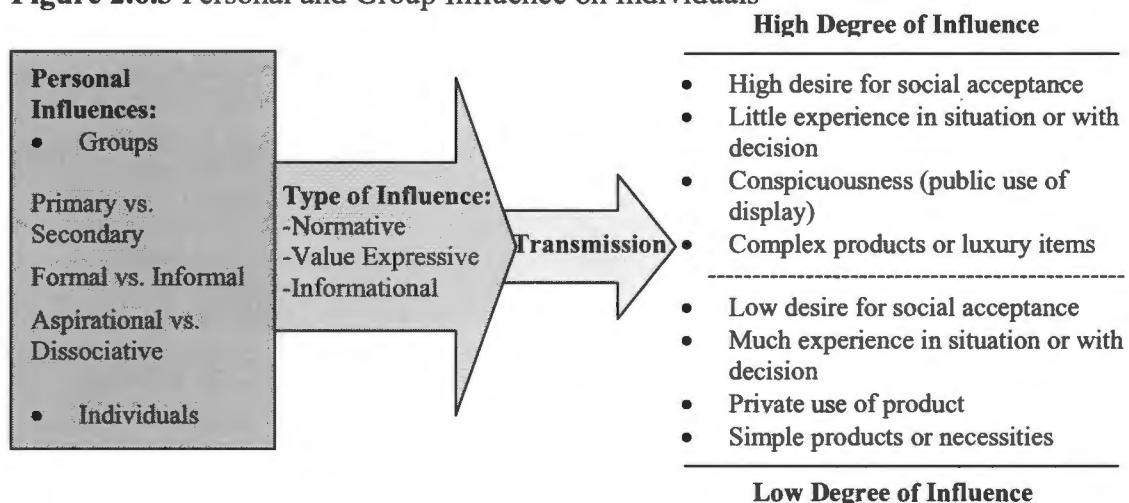 Figure 2.6.3 Personal and Group Influence on Individuals
High Degree of Influence
Personal
Influences:
• Groups
Primary vs.
Secondary
Formal vs. Informal
Aspirational vs.
Dissociative
• Individuals
Type of Influence:
-Normative
-Value Expressive
-Informational
Transmission
• High desire for social acceptance
• Little experience in situation or with
decision
• Conspicuousness (public use of
display)
• Complex products or luxury items
• Low desire for social acceptance
• Much experience in situation or with
decision
• Private use of product
• Simple products or necessities
Low Degree of Influence